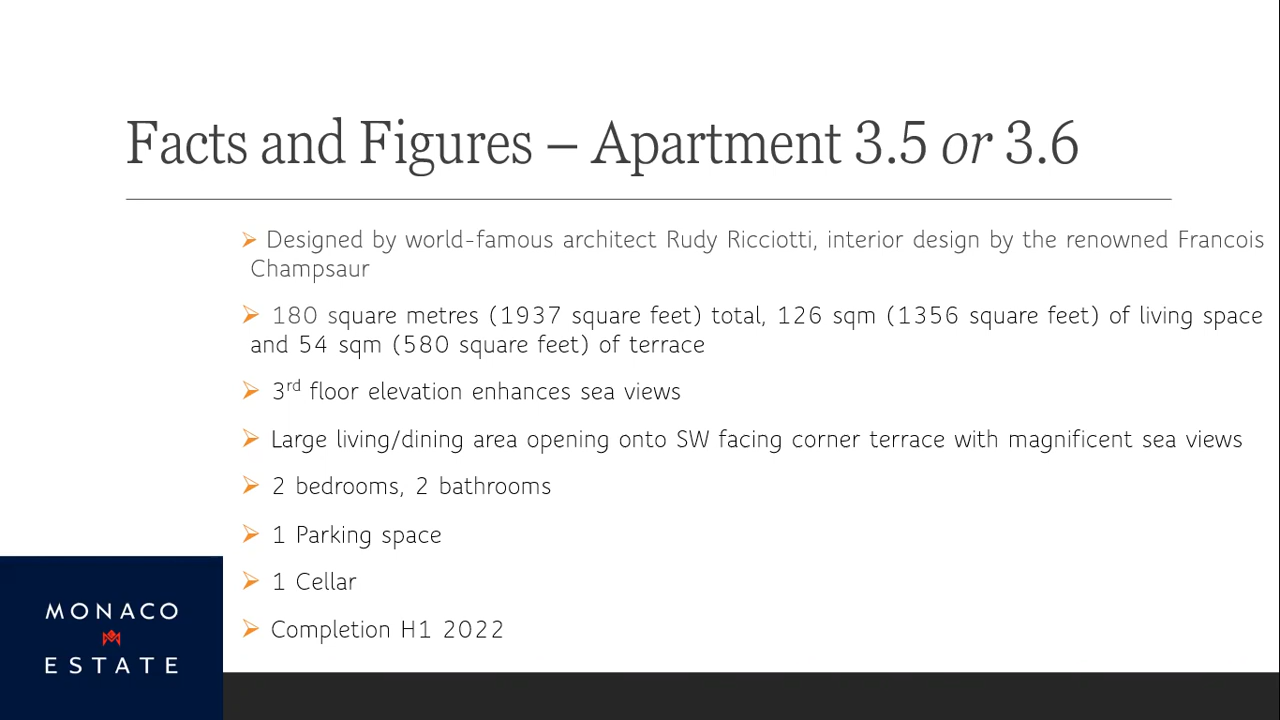 Facts and Figures – Apartment 3.5 or 3.6
➢ Designed by world-famous architect Rudy Ricciotti, interior design by the renowned Francois
Champsaur
➢ 180 square metres (1937 square feet) total, 126 sqm (1356 square feet) of living space
and 54 sqm (580 square feet) of terrace
➢ 3rd floor elevation enhances sea views
➢ Large living/dining area opening onto SW facing corner terrace with magnificent sea views
➢ 2 bedrooms, 2 bathrooms
➢ 1 Parking space
➢ 1 Cellar
➢ Completion H1 2022
MONACO
ESTATE